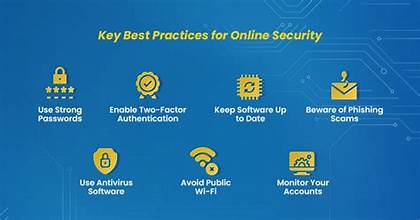 Key Best Practices for Online Security
Use Strong
Passwords
Enable Two-Factor
Authentication
Keep Software Up
to Date
Beware of Phishing
Scams
Use Antivirus
Software
Avoid Public
Wi-Fi
Monitor Your
Accounts